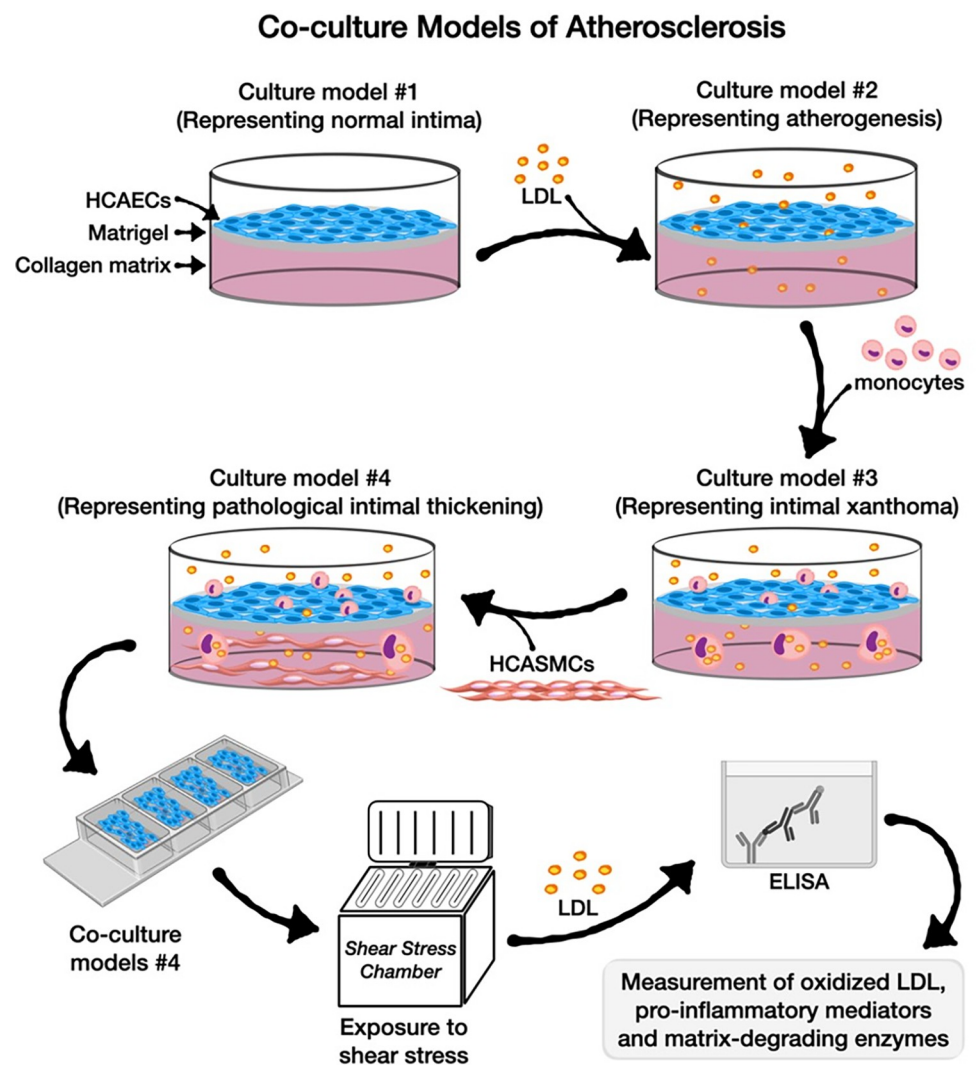 Co-culture Models of Atherosclerosis
Culture model #1
(Representing normal intima)
Culture model #2
(Representing atherogenesis)
HCAECs
Matrigel
Collagen matrix
LDL
monocytes
Culture model #4
(Representing pathological intimal thickening)
Culture model #3
(Representing intimal xanthoma)
HCASMCs
Co-culture
models #4
Shear Stress
Chamber
Exposure to
shear stress
LDL
ELISA
Measurement of oxidized LDL,
pro-inflammatory mediators
and matrix-degrading enzymes